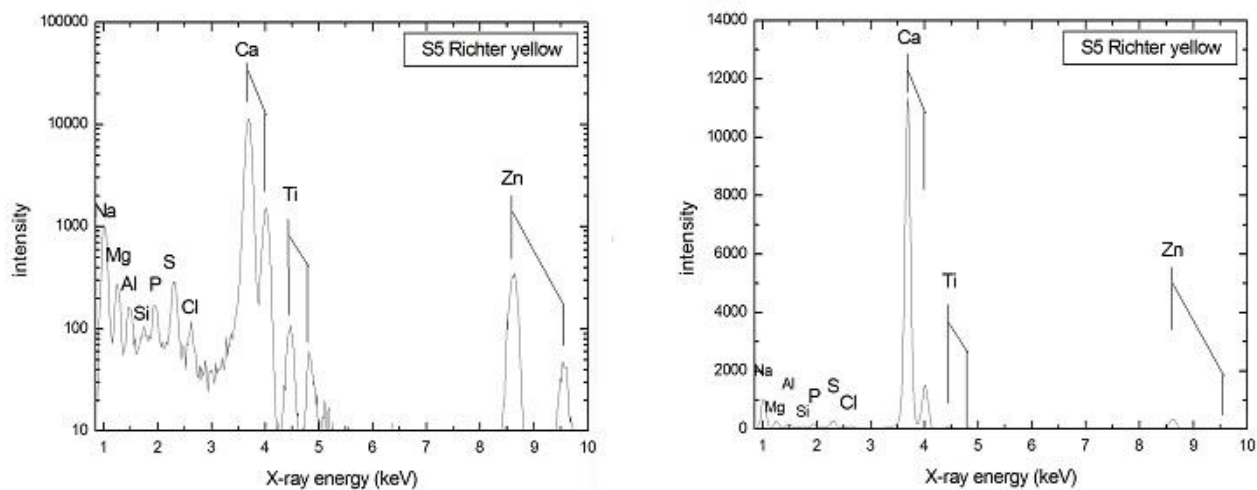 S5 Richter yellow
100000
10000
1000
100
10
intensity
Ca
Ti
Zn
Na
Mg
Al
Si
P
S
Cl
1 2 3 4 5 6 7 8 9 10
X-ray energy (keV)
S5 Richter yellow
14000
12000
10000
8000
6000
4000
2000
0
intensity
Ca
Ti
Zn
Na
Mg
Al
Si
P
S
Cl
1 2 3 4 5 6 7 8 9 10
X-ray energy (keV)